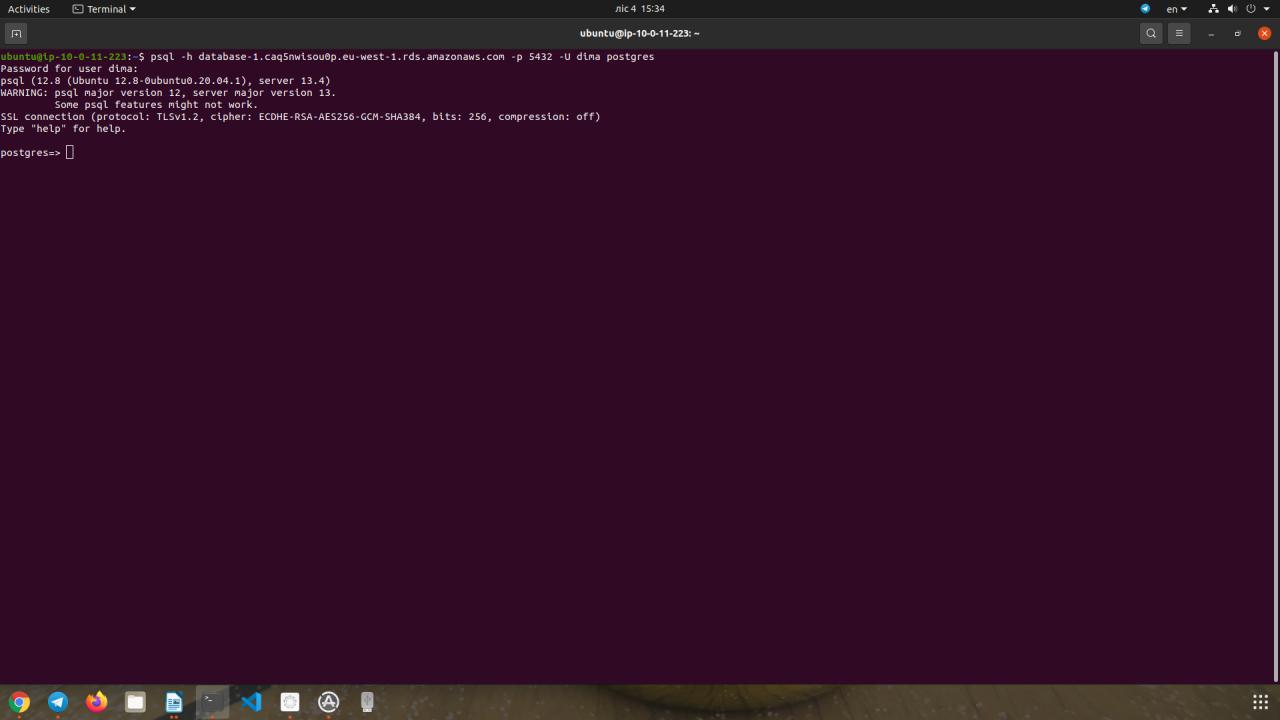 Activities
Terminal
ліс 4 15:34
en
ubuntu@ip-10-0-11-223: ~
ubuntu@ip-10-0-11-223:~$ psql -h database-1.caq5nwisou0p.eu-west-1.rds.amazonaws.com -p 5432 -U dima postgres
Password for user dima:
psql (12.8 (Ubuntu 12.8-0ubuntu0.20.04.1), server 13.4)
WARNING: psql major version 12, server major version 13.
         Some psql features might not work.
SSL connection (protocol: TLSv1.2, cipher: ECDHE-RSA-AES256-GCM-SHA384, bits: 256, compression: off)
Type "help" for help.
postgres=>